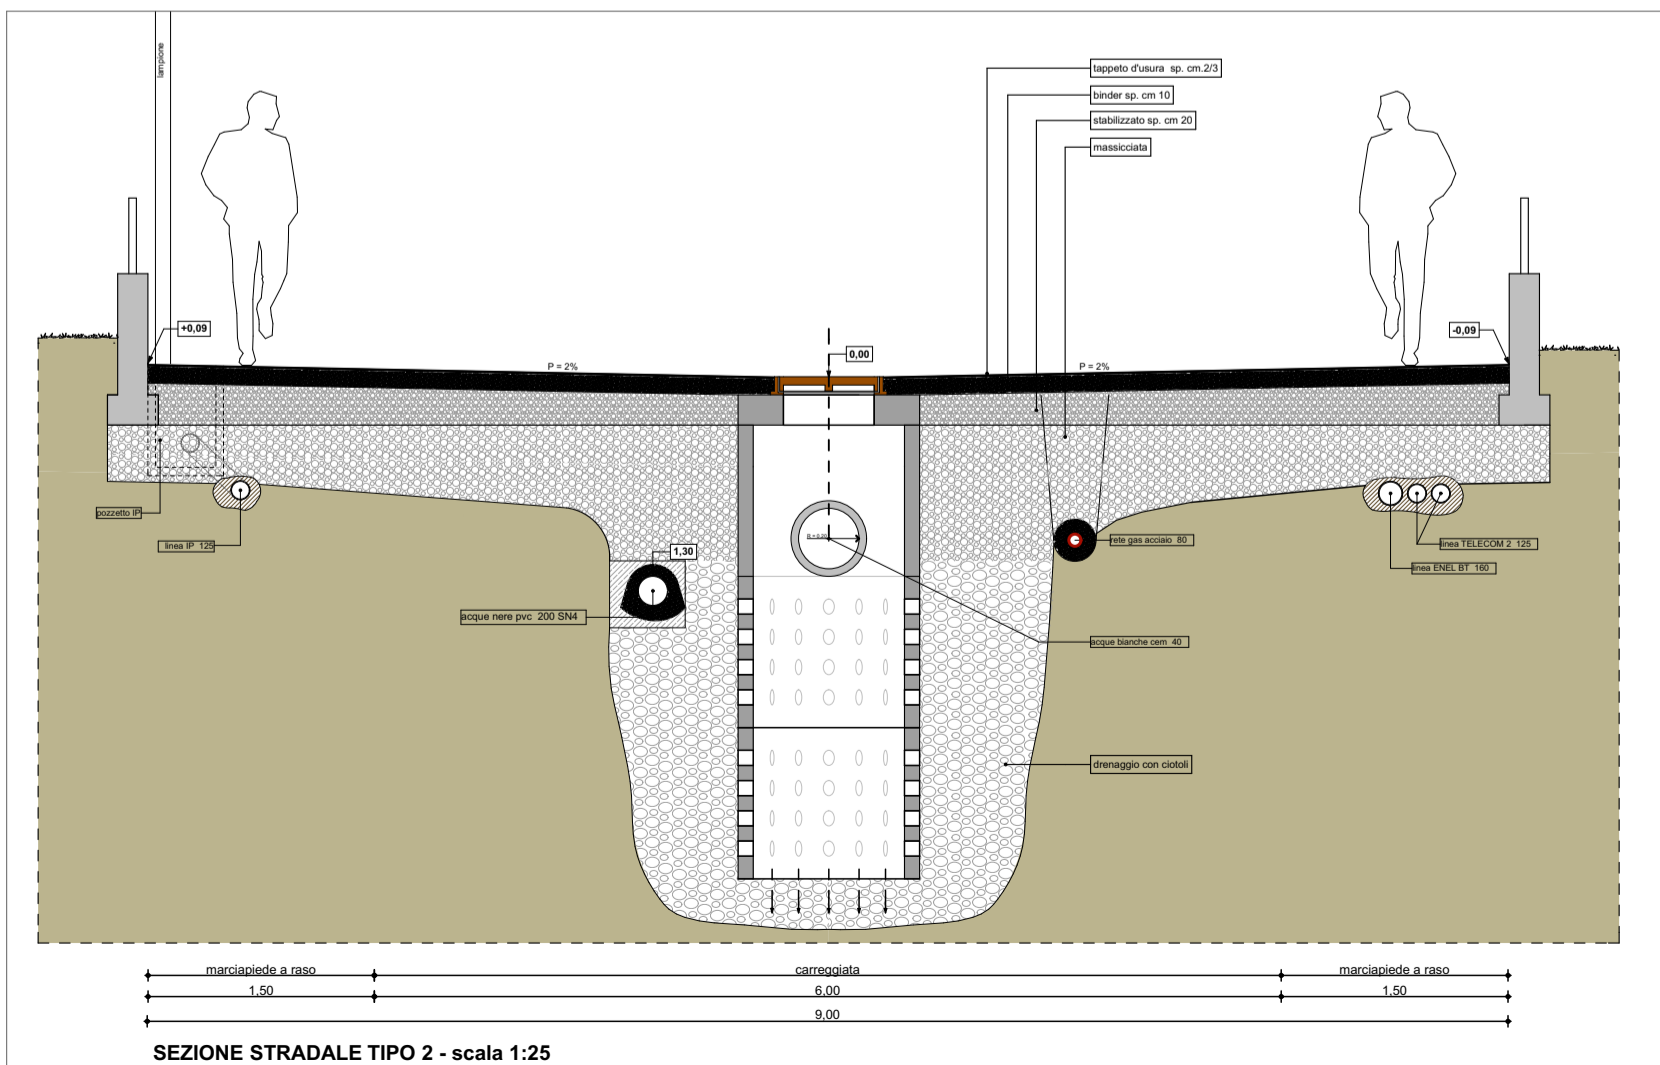 lampione
tappeto d'usura sp. cm.2/3
binder sp. cm 10
stabilizzato sp. cm 20
massicciata
+0,09
0,00
-0,09
P = 2%
P = 2%
R = 0.20
pozzetto IP
linea IP 125
1,30
rete gas acciaio 80
linea TELECOM 2 125
linea ENEL BT 160
acque nere pvc 200 SN4
acque bianche cem 40
drenaggio con ciotoli
marciapiede a raso
carreggiata
marciapiede a raso
1,50
6,00
1,50
9,00
SEZIONE STRADALE TIPO 2 - scala 1:25